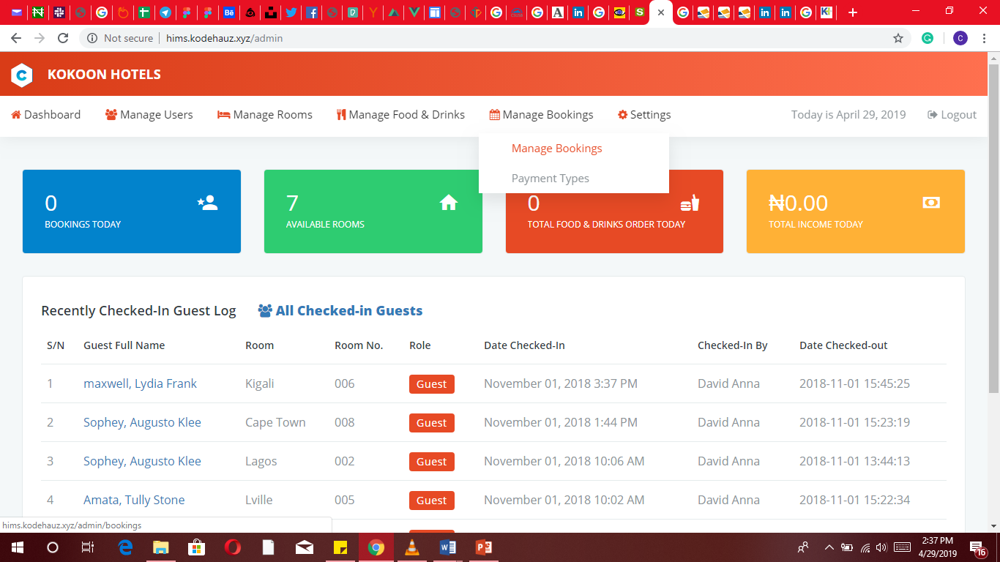 Not secure | hims.kodehauz.xyz/admin
C
KOKOON HOTELS
Dashboard Manage Users Manage Rooms Manage Food & Drinks Manage Bookings Settings Today is April 29, 2019 Logout
Manage Bookings
Payment Types
0
BOOKINGS TODAY
7
AVAILABLE ROOMS
0
TOTAL FOOD & DRINKS ORDER TODAY
₦0.00
TOTAL INCOME TODAY
Recently Checked-In Guest Log All Checked-in Guests
S/N Guest Full Name Room Room No. Role Date Checked-In Checked-In By Date Checked-out
1 maxwell, Lydia Frank Kigali 006 Guest November 01, 2018 3:37 PM David Anna 2018-11-01 15:45:25
2 Sophey, Augusto Klee Cape Town 008 Guest November 01, 2018 1:44 PM David Anna 2018-11-01 15:23:19
3 Sophey, Augusto Klee Lagos 002 Guest November 01, 2018 10:06 AM David Anna 2018-11-01 13:44:13
4 Amata, Tully Stone Lville 005 Guest November 01, 2018 10:02 AM David Anna 2018-11-01 15:22:34
hims.kodehauz.xyz/admin/bookings
2:37 PM
4/29/2019
16